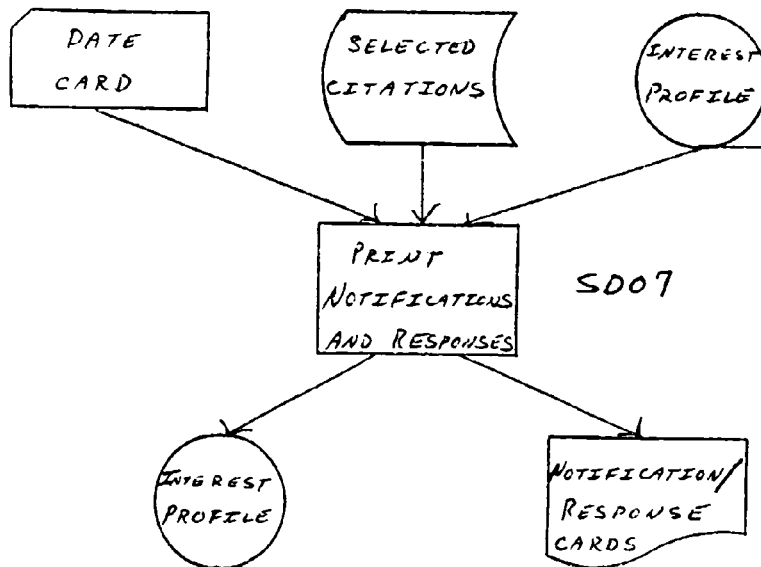 DATE
CARD
SELECTED
CITATIONS
INTEREST
PROFILE
PRINT
NOTIFICATIONS
AND RESPONSES
SD07
INTEREST
PROFILE
NOTIFICATION/
RESPONSE
CARDS